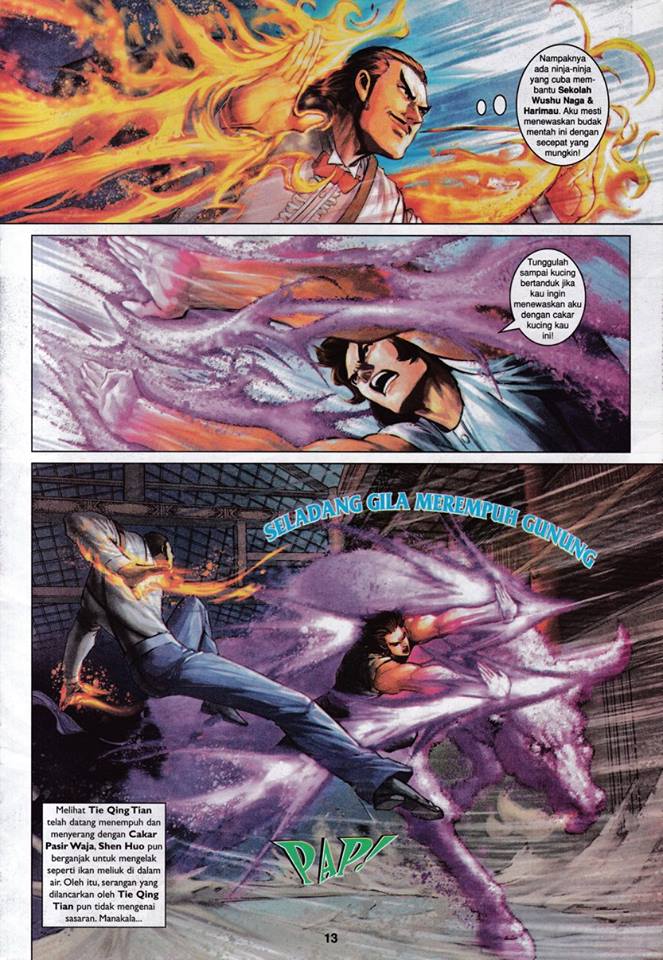 Nampaknya
ada ninja-ninja
yang cuba mem-
bantu Sekolah
Wushu Naga &
Harimau. Aku mesti
menewaskan budak
mentah ini dengan
secepat yang
mungkin!
Tunggulah
sampai kucing
bertanduk jika
kau ingin
menewaskan aku
dengan cakar
kucing kau
ini!
SELADANG GILA MEREMPUH GUNUNG
Melihat Tie Qing Tian
telah datang menempuh dan
menyerang dengan Cakar
Pasir Waja, Shen Huo pun
berganjak untuk mengelak
seperti ikan meliuk di dalam
air. Oleh itu, serangan yang
dilancarkan oleh Tie Qing
Tian pun tidak mengenai
sasaran. Manakala...
PAP!
13